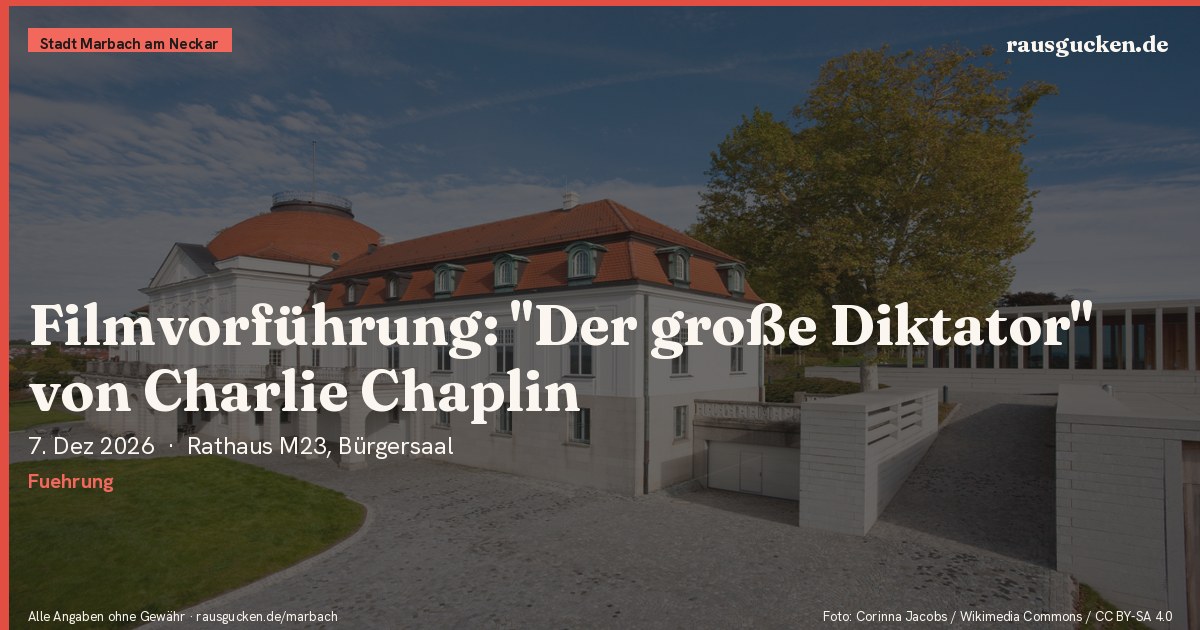 Stadt Marbach am Neckar
rausgucken.de
Filmvorführung: "Der große Diktator"
von Charlie Chaplin
7. Dez 2026 · Rathaus M23, Bürgersaal
Fuehrung
Alle Angaben ohne Gewähr · rausgucken.de/marbach
Foto: Corinna Jacobs / Wikimedia Commons / CC BY-SA 4.0